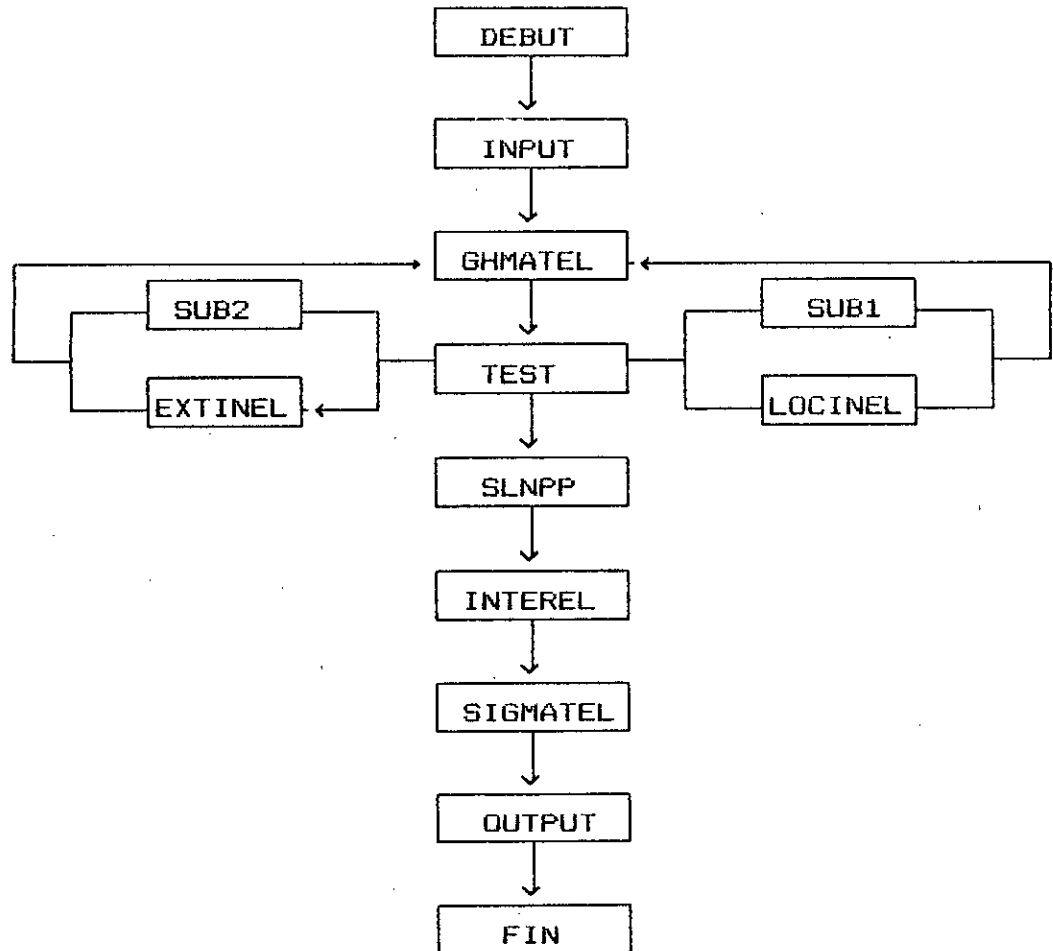 DEBUT
INPUT
GHMATEL
SUB2
SUB1
TEST
EXTINEL
LOCINEL
SLNPP
INTEREL
SIGMATEL
OUTPUT
FIN